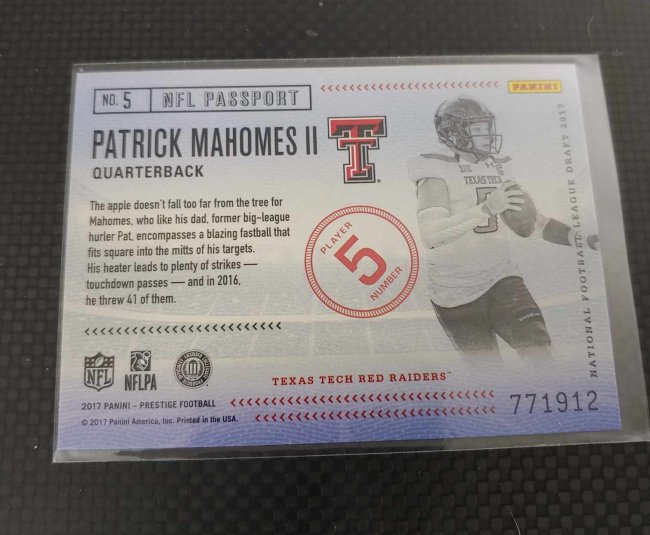 NO. 5 NFL PASSPORT
PANINI
PATRICK MAHOMES II
QUARTERBACK
The apple doesn't fall too far from the tree for
Mahomes, who like his dad, former big-league
hurler Pat, encompasses a blazing fastball that
fits square into the mitts of his targets.
His heater leads to plenty of strikes —
touchdown passes — and in 2016,
he threw 41 of them.
PLAYER
5
NUMBER
TEXAS TECH
5
NATIONAL FOOTBALL LEAGUE DRAFT 2017
NFL
NFLPA
TEXAS TECH RED RAIDERS™
2017 PANINI – PRESTIGE FOOTBALL
© 2017 Panini America, Inc. Printed in the USA.
771912